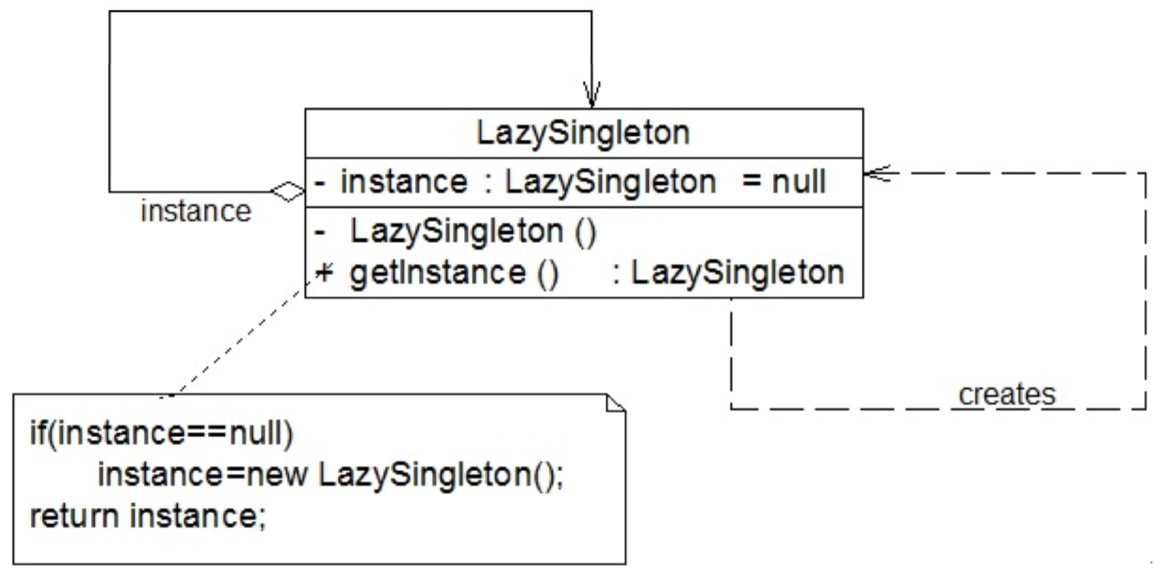 LazySingleton
- instance : LazySingleton = null
instance
- LazySingleton ()
+ getInstance () : LazySingleton
creates
if(instance==null)
instance=new LazySingleton();
return instance;